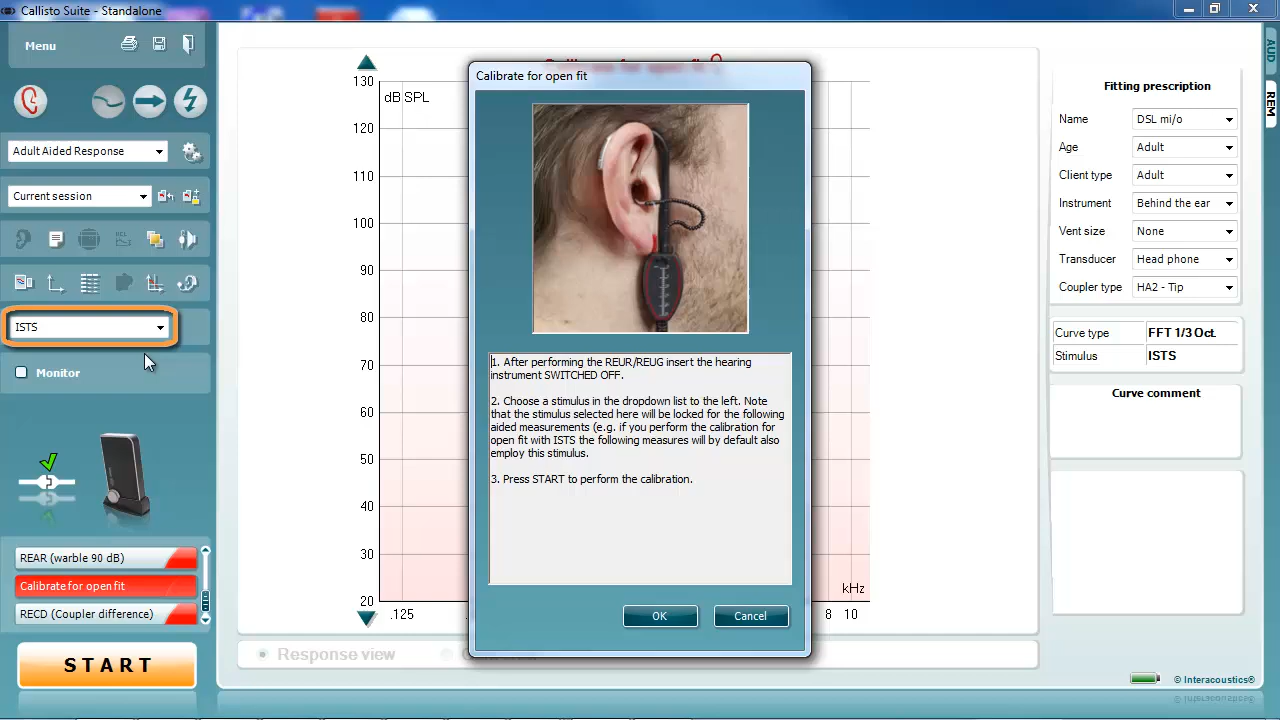 Callisto Suite - Standalone
Menu
Adult Aided Response
Current session
ISTS
Monitor
REAR (warble 90 dB)
Calibrate for open fit
RECD (Coupler difference)
START
130
dB SPL
120
110
100
90
80
70
60
50
40
30
20
.125
8
10
kHz
Response view
Calibrate for open fit
1. After performing the REUR/REUG insert the hearing
instrument SWITCHED OFF.
2. Choose a stimulus in the dropdown list to the left. Note
that the stimulus selected here will be locked for the following
aided measurements (e.g. if you perform the calibration for
open fit with ISTS the following measures will by default also
employ this stimulus.
3. Press START to perform the calibration.
OK
Cancel
Fitting prescription
Name DSL mi/o
Age Adult
Client type Adult
Instrument Behind the ear
Vent size None
Transducer Head phone
Coupler type HA2 - Tip
Curve type FFT 1/3 Oct.
Stimulus ISTS
Curve comment
AUD
REM
© Interacoustics®